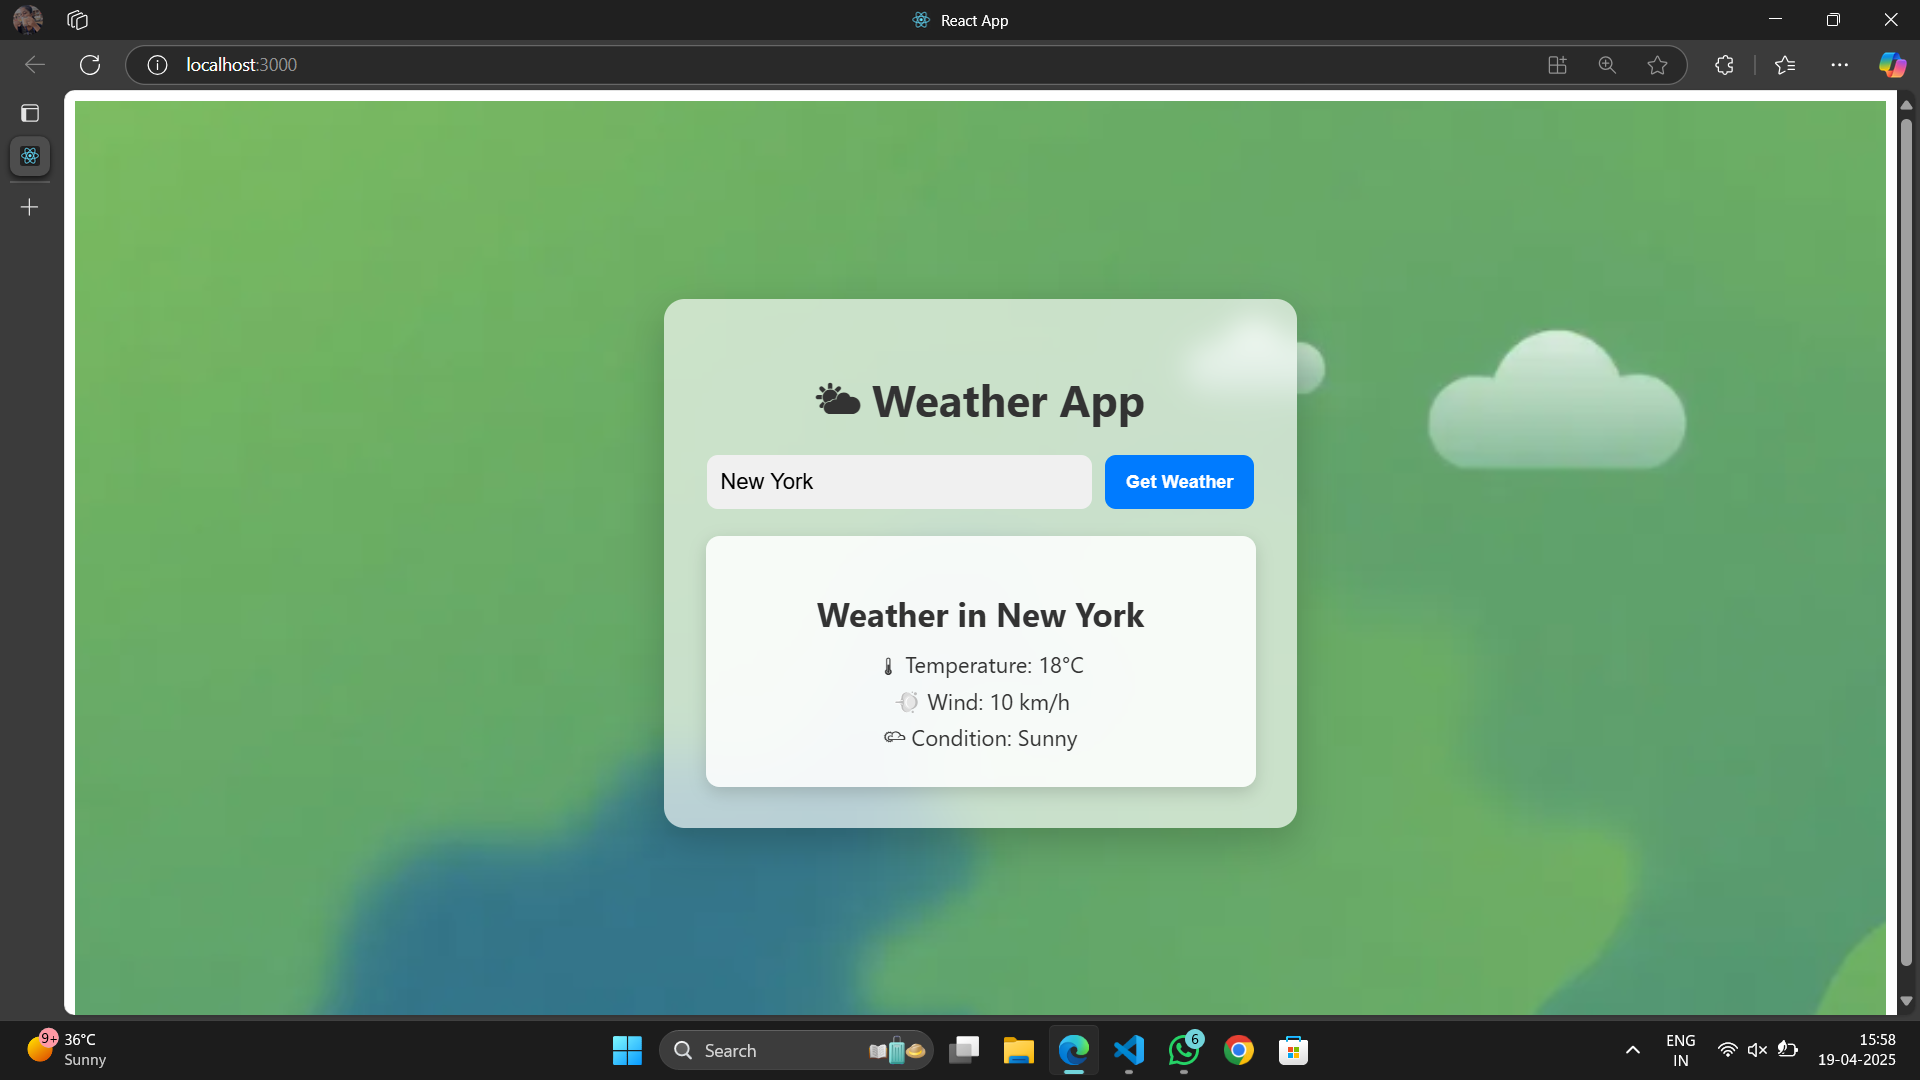 React App
localhost:3000
🌥 Weather App
New York
Get Weather
Weather in New York
🌡 Temperature: 18°C
🌬 Wind: 10 km/h
🌤 Condition: Sunny
9+
36°C
Sunny
Search
6
ENG
IN
15:58
19-04-2025